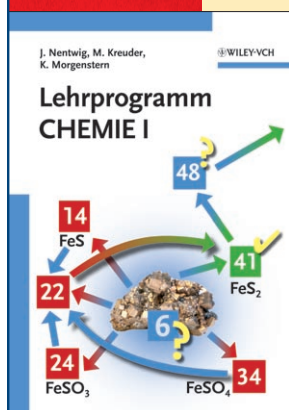 J. Nentwig, M. Kreuder,
K. Morgenstern
WILEY-VCH
Lehrprogramm
CHEMIE I
?
48
14
FeS
41
FeS2
22
6
?
24
FeSO3
34
FeSO4